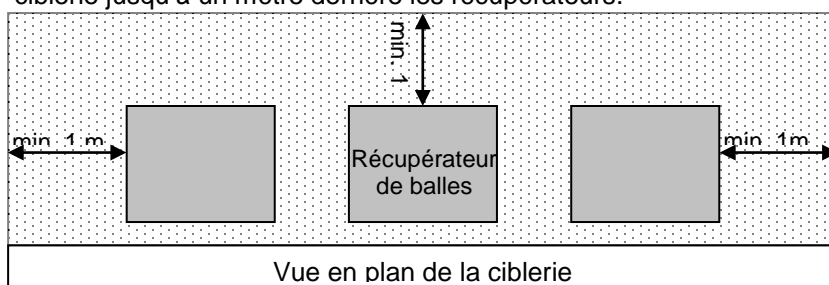 ciblerie jusqu'à un mètre derrière les récupérateurs.
min. 1
min. 1 m
min. 1m
Récupérateur
de balles
Vue en plan de la ciblerie